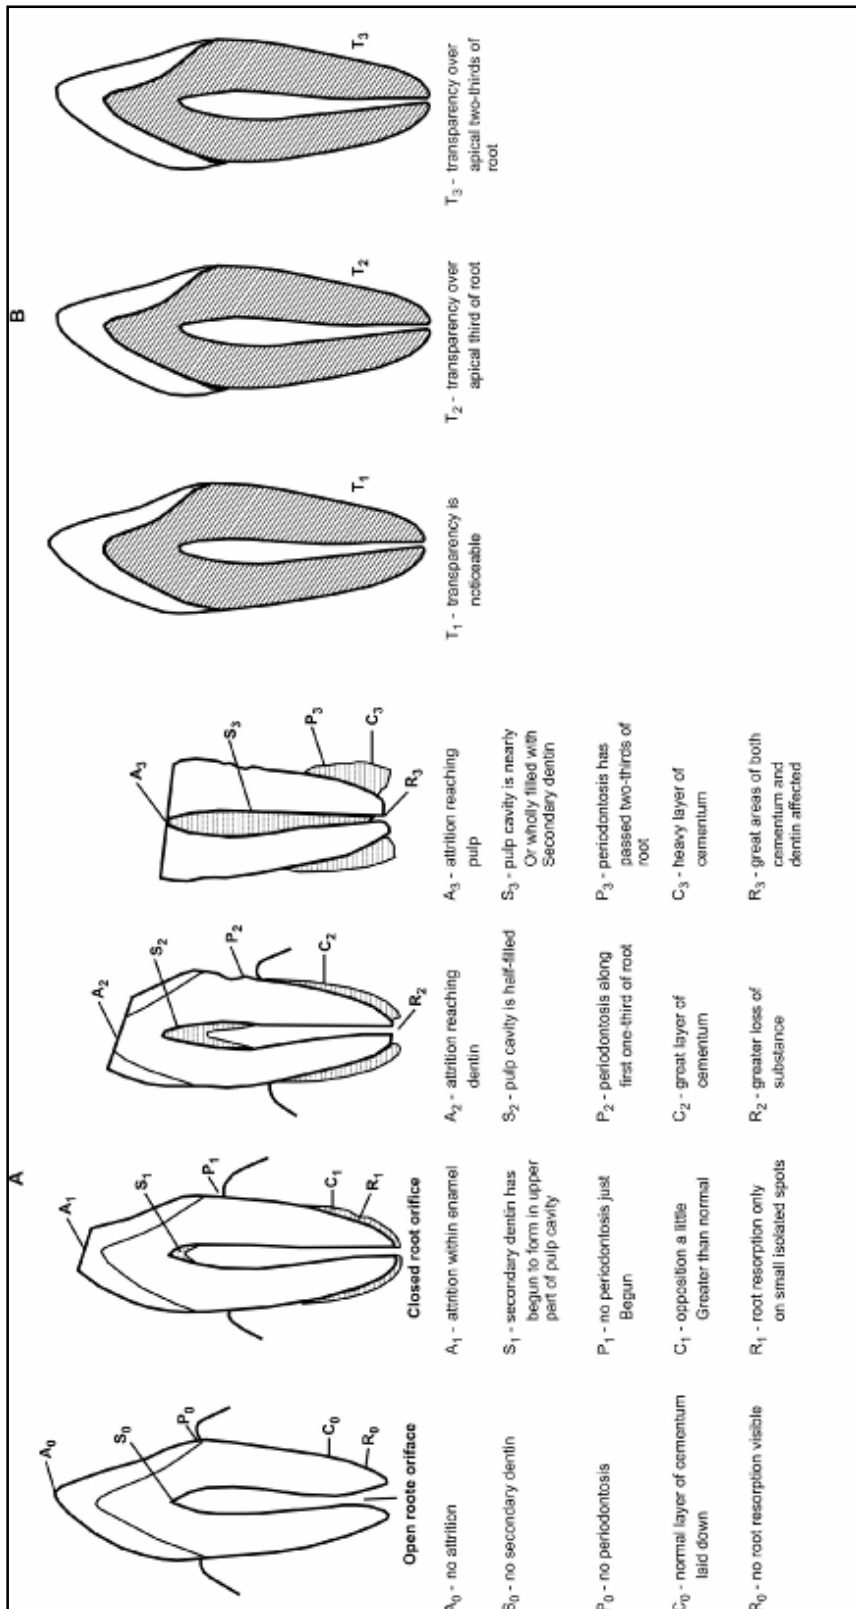 A
A₀
S₀
P₀
C₀
R₀
Open roote oriface
A₀ - no attrition
S₀ - no secondary dentin
P₀ - no periodontosis
C₀ - normal layer of cementum
laid down
R₀ - no root resorption visible
A₁
S₁
P₁
C₁
R₁
Closed root orifice
A₁ - attrition within enamel
S₁ - secondary dentin has
begun to form in upper
part of pulp cavity
P₁ - no periodontosis just
Begun
C₁ - opposition a little
Greater than normal
R₁ - root resorption only
on small isolated spots
A₂
S₂
P₂
C₂
R₂
A₂ - attrition reaching
dentin
S₂ - pulp cavity is half-filled
P₂ - periodontosis along
first one-third of root
C₂ - great layer of
cementum
R₂ - greater loss of
substance
A₃
S₃
P₃
C₃
R₃
A₃ - attrition reaching
pulp
S₃ - pulp cavity is nearly
Or wholly filled with
Secondary dentin
P₃ - periodontosis has
passed two-thirds of
root
C₃ - heavy layer of
cementum
R₃ - great areas of both
cementum and
dentin affected
B
T₁
T₁ - transparency is
noticeable
T₂
T₂ - transparency over
apical third of root
T₃
T₃ - transparency over
apical two-thirds of
root